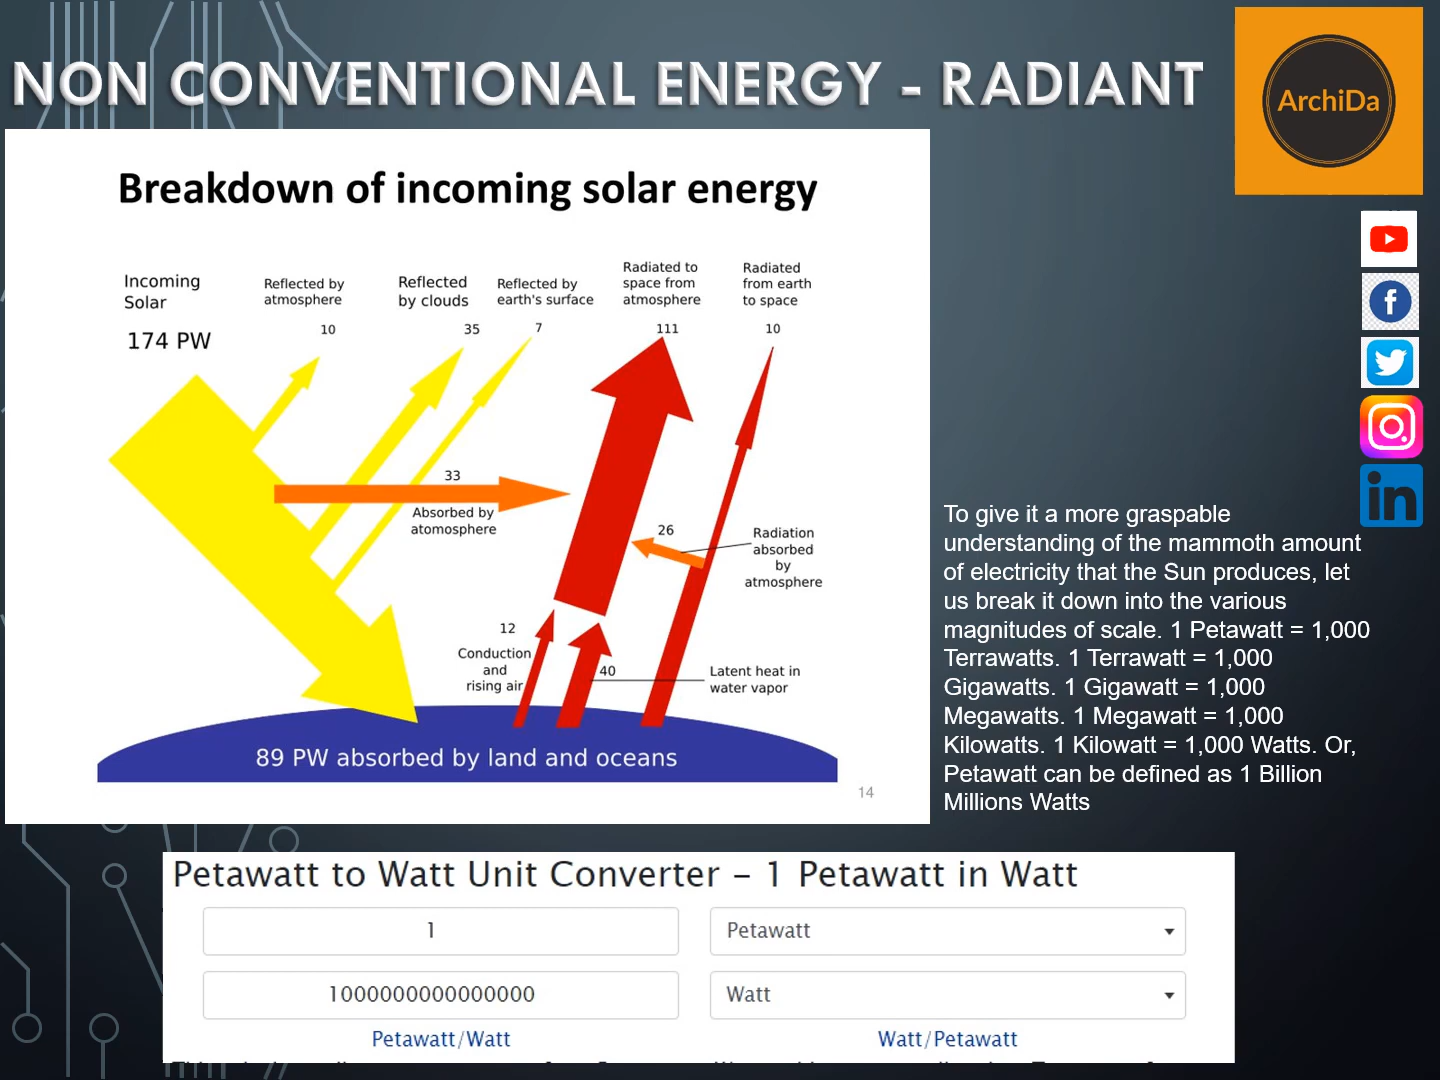 NON CONVENTIONAL ENERGY - RADIANT
ArchiDa
Breakdown of incoming solar energy
Incoming
Solar
174 PW
Reflected by
atmosphere
10
Reflected
by clouds
35
Reflected by
earth's surface
7
Radiated to
space from
atmosphere
111
Radiated
from earth
to space
10
33
Absorbed by
atomosphere
26
Radiation
absorbed
by
atmosphere
12
Conduction
and
rising air
40
Latent heat in
water vapor
89 PW absorbed by land and oceans
14
f
in
To give it a more graspable
understanding of the mammoth amount
of electricity that the Sun produces, let
us break it down into the various
magnitudes of scale. 1 Petawatt = 1,000
Terrawatts. 1 Terrawatt = 1,000
Gigawatts. 1 Gigawatt = 1,000
Megawatts. 1 Megawatt = 1,000
Kilowatts. 1 Kilowatt = 1,000 Watts. Or,
Petawatt can be defined as 1 Billion
Millions Watts
Petawatt to Watt Unit Converter – 1 Petawatt in Watt
1
Petawatt
1000000000000000
Watt
Petawatt/Watt
Watt/Petawatt